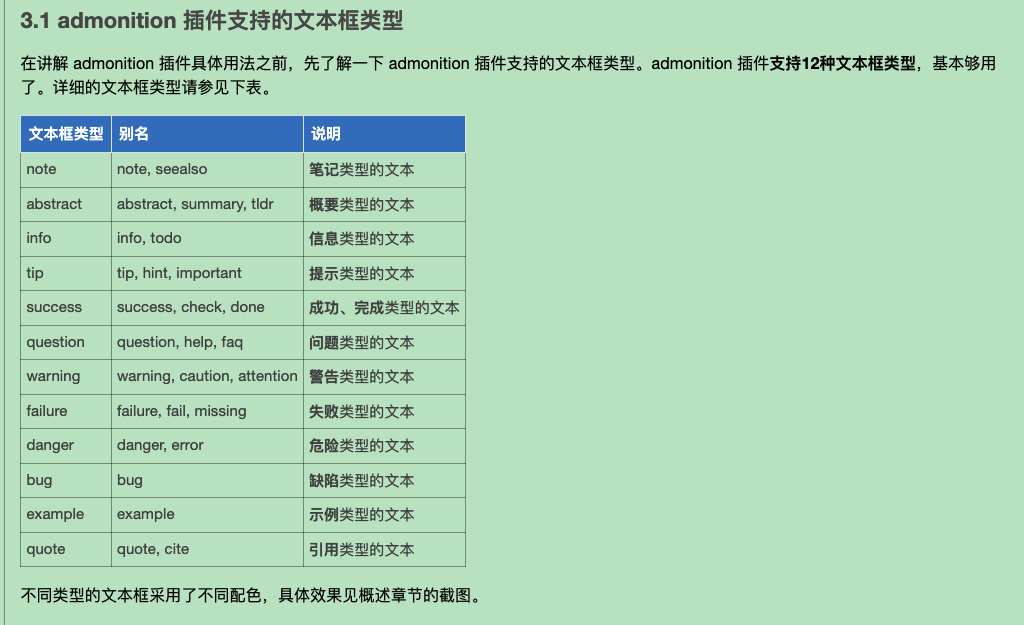 3.1 admonition 插件支持的文本框类型
在讲解 admonition 插件具体用法之前，先了解一下 admonition 插件支持的文本框类型。admonition 插件支持12种文本框类型，基本够用
了。详细的文本框类型请参见下表。
文本框类型 别名 说明
note note, seealso 笔记类型的文本
abstract abstract, summary, tldr 概要类型的文本
info info, todo 信息类型的文本
tip tip, hint, important 提示类型的文本
success success, check, done 成功、完成类型的文本
question question, help, faq 问题类型的文本
warning warning, caution, attention 警告类型的文本
failure failure, fail, missing 失败类型的文本
danger danger, error 危险类型的文本
bug bug 缺陷类型的文本
example example 示例类型的文本
quote quote, cite 引用类型的文本
不同类型的文本框采用了不同配色，具体效果见概述章节的截图。